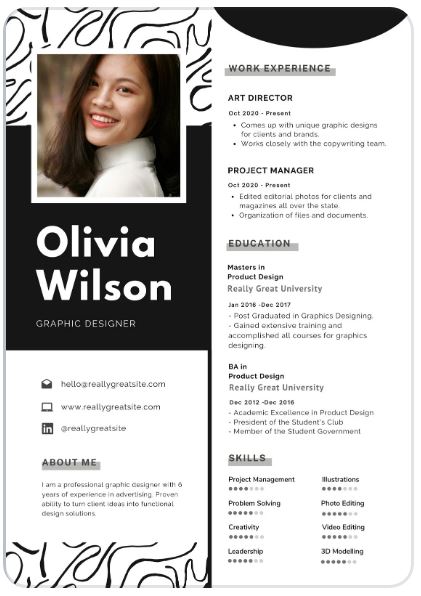 Olivia
Wilson
GRAPHIC DESIGNER
hello@reallygreatsite.com
www.reallygreatsite.com
@reallygreatsite
ABOUT ME
I am a professional graphic designer with 6
years of experience in advertising. Proven
ability to turn client ideas into functional
design solutions.
WORK EXPERIENCE
ART DIRECTOR
Oct 2020 - Present
• Comes up with unique graphic designs
for clients and brands.
• Works closely with the copywriting team.
PROJECT MANAGER
Oct 2020 - Present
• Edited editorial photos for clients and
magazines all over the state.
• Organization of files and documents.
EDUCATION
Masters in
Product Design
Really Great University
Jan 2016 -Dec 2017
- Post Graduated in Graphics Designing.
- Gained extensive training and
accomplished all courses for graphics
designing.
BA in
Product Design
Really Great University
Dec 2012 -Dec 2016
- Academic Excellence in Product Design
- President of the Student's Club
- Member of the Student Government
SKILLS
Project Management Illustrations
Problem Solving Photo Editing
Creativity Video Editing
Leadership 3D Modelling